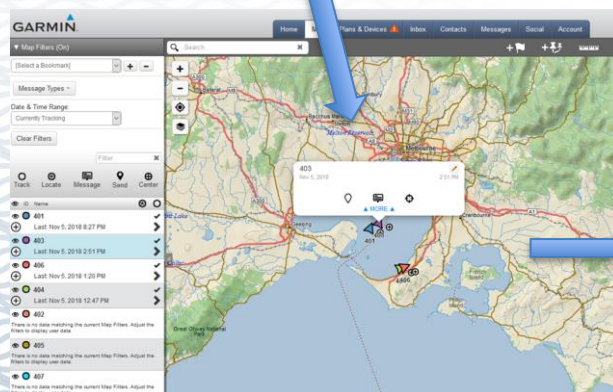 GARMIN
Home Plans & Devices Inbox Contacts Messages Social Account
Map Filters (On)
Search
[Select a Bookmark]
Message Types
Date & Time Range:
Currently Tracking
Clear Filters
Filter
Track Locate Message Send Center
ID Name
401
Last: Nov 5, 2018 8:27 PM
403
Last: Nov 5, 2018 2:51 PM
406
Last: Nov 5, 2018 1:20 PM
404
Last: Nov 5, 2018 12:47 PM
402
There is no data matching the current Map Filters. Adjust the
filters to display user data.
405
There is no data matching the current Map Filters. Adjust the
filters to display user data.
407
There is no data matching the current Map Filters. Adjust the
Melton Reservoir
Melbourne
403
Nov 5, 2018 2:51 PM
MORE
Geelong
401
Cranbourne
Great Otway National
Park